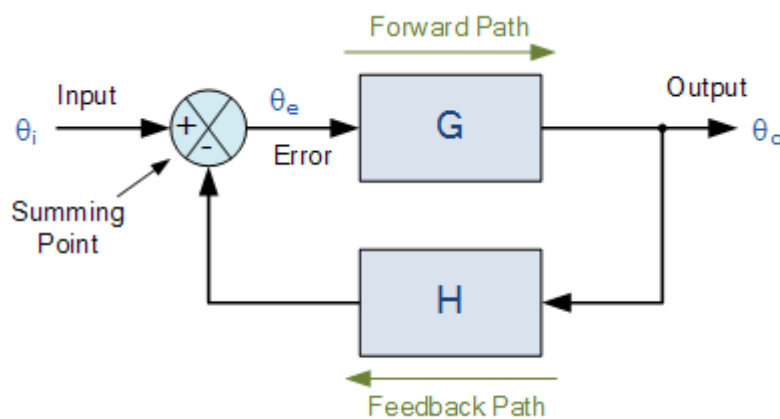 Forward Path
Input
θi
+
-
θe
Error
G
Output
θo
Summing
Point
H
Feedback Path